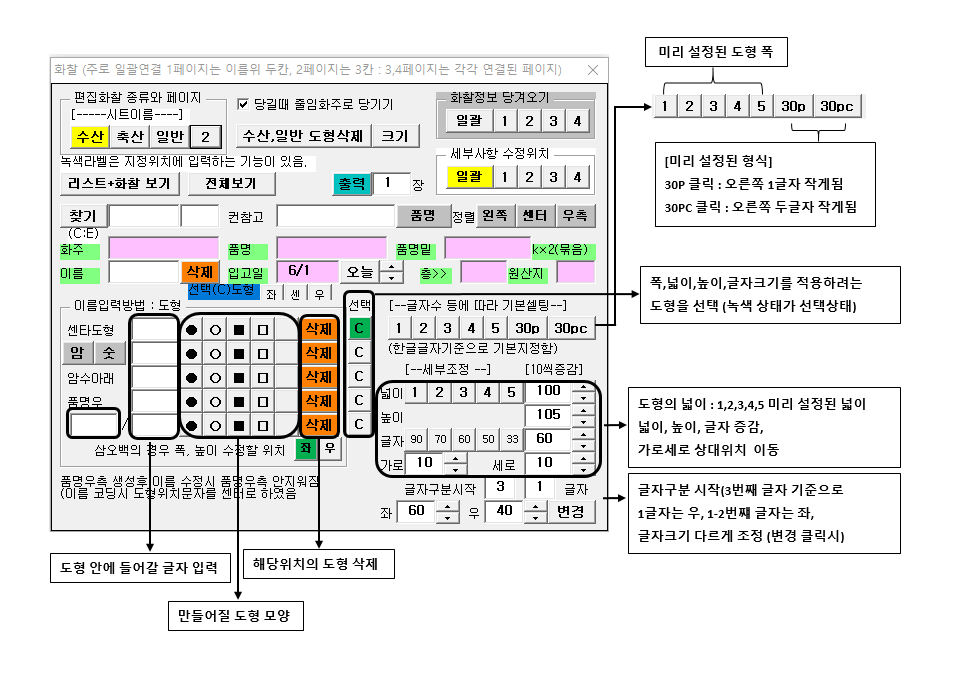 미리 설정된 도형 폭
화찰 (주로 일괄연결 1페이지는 이름위 두칸, 2페이지는 3칸 : 3,4페이지는 각각 연결된 페이지)
1 2 3 4 5 30p 30pc
편집화찰 종류와 페이지
[-----시트이름----]
수산 축산 일반 2
당길때 줄임화주로 당기기
수산,일반 도형삭제 크기
화찰정보 당겨오기
일괄 1 2 3 4
세부사항 수정위치
일괄 1 2 3 4
[미리 설정된 형식]
30P 클릭 : 오른쪽 1글자 작게됨
30PC 클릭 : 오른쪽 두글자 작게됨
녹색라벨은 지정위치에 입력하는 기능이 있음.
리스트+화찰 보기 전체보기 출력 1 장
찾기 컨참고 품명 정렬 왼쪽 센터 우측
(C:E)
화주 품명 품명밑 k×2(묶음)
이름 삭제 입고일 6/1 오늘 총>> 원산지
선택(C)도형 좌 센 우
폭,넓이,높이,글자크기를 적용하려는
도형을 선택 (녹색 상태가 선택상태)
이름입력방법 : 도형 선택 [--글자수 등에 따라 기본셑팅--]
센타도형 ● ○ ■ □ 삭제 C 1 2 3 4 5 30p 30pc
암 숫 ● ○ ■ □ 삭제 C (한글글자기준으로 기본지정함)
암수아래 ● ○ ■ □ 삭제 C [--세부조정 --] [10씩증감]
품명우 ● ○ ■ □ 삭제 C 넓이 1 2 3 4 5 100
/ ● ○ ■ □ 삭제 C 높이 105
글자 90 70 60 50 33 60
삼오백의 경우 폭, 높이 수정할 위치 좌 우 가로 10 세로 10
도형의 넓이 : 1,2,3,4,5 미리 설정된 넓이
넓이, 높이, 글자 증감,
가로세로 상대위치 이동
품명우측 생성후 이름 수정시 품명우측 안지워짐
(이름 코딩시 도형위치문자를 센터로 하였음
글자구분시작 3 1 글자
좌 60 우 40 변경
글자구분 시작(3번째 글자 기준으로
1글자는 우, 1-2번째 글자는 좌,
글자크기 다르게 조정 (변경 클릭시)
도형 안에 들어갈 글자 입력
해당위치의 도형 삭제
만들어질 도형 모양